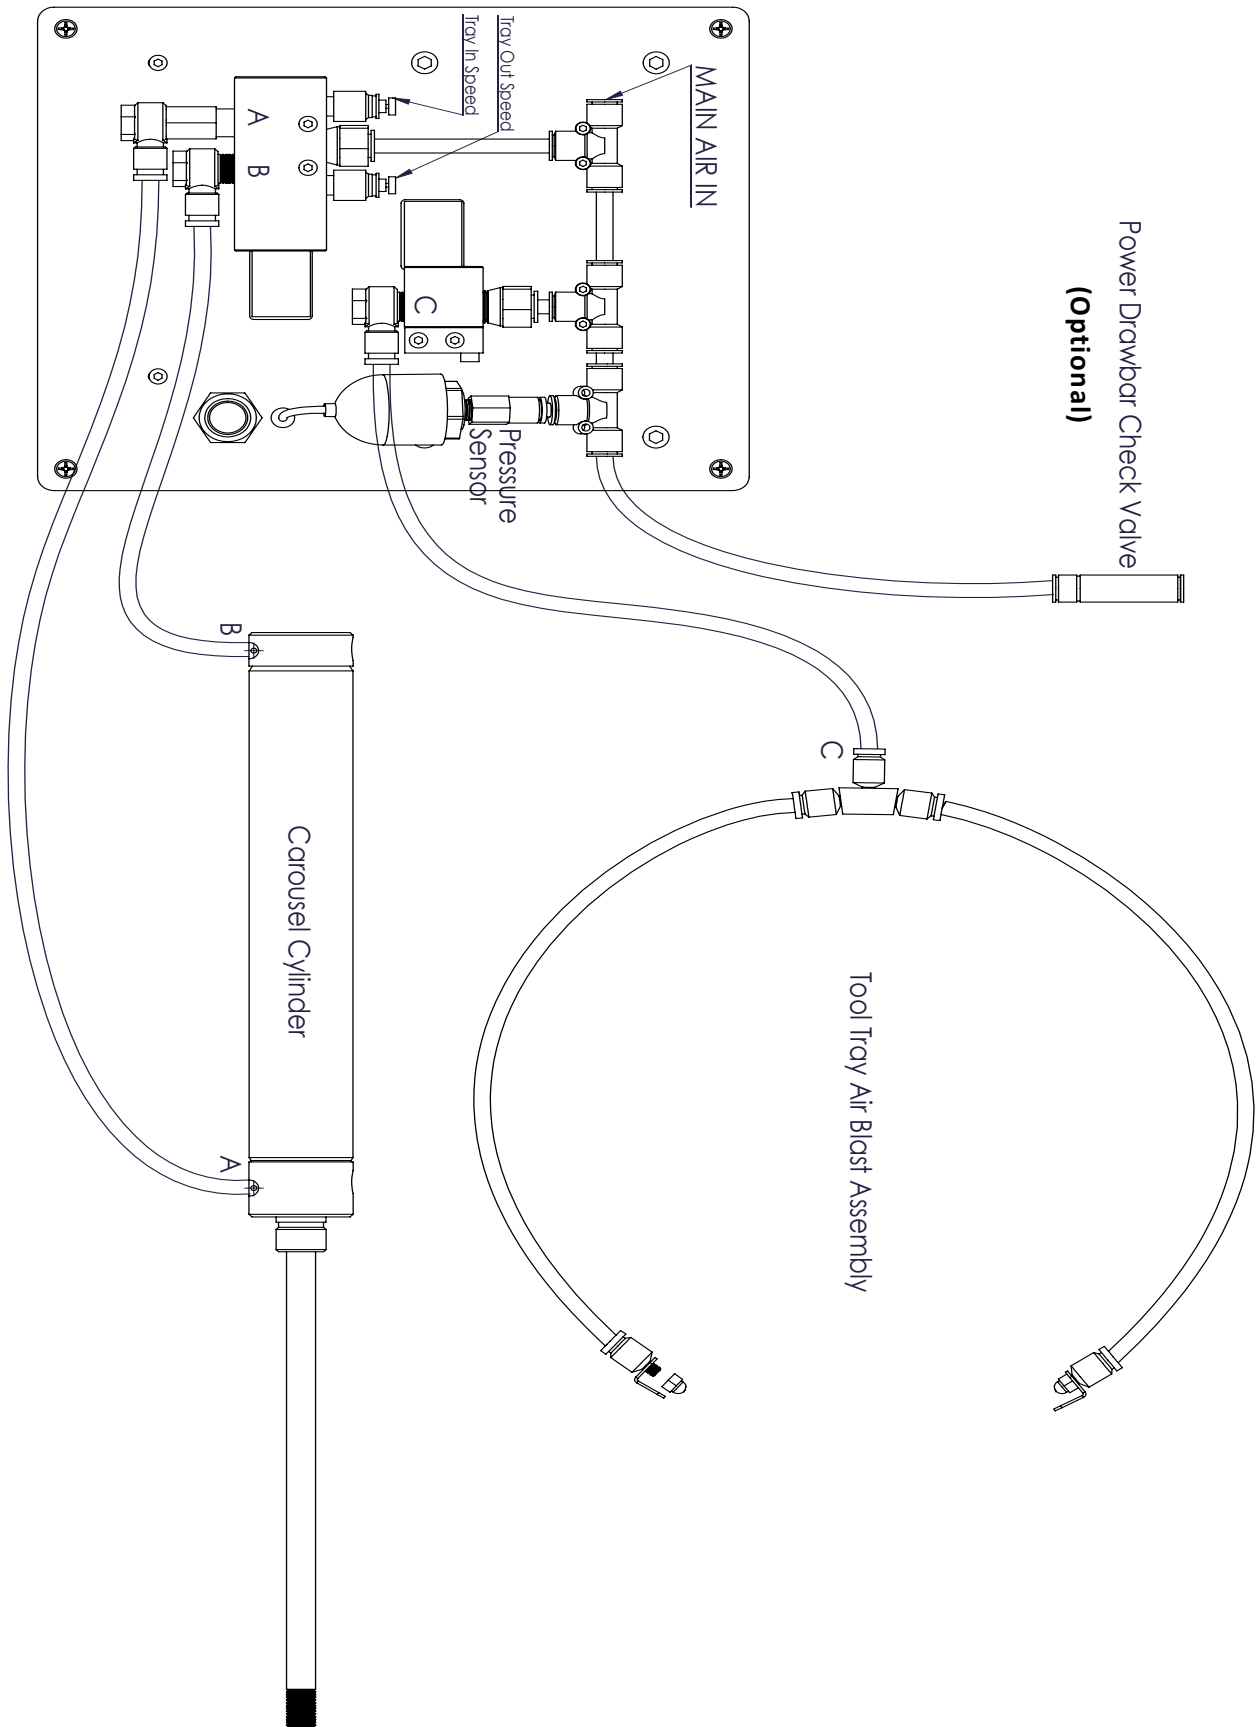 Power Drawbar Check Valve
(Optional)
MAIN AIR IN
Tray Out Speed
Tray In Speed
A
B
C
Pressure
Sensor
C
Tool Tray Air Blast Assembly
B
Carousel Cylinder
A